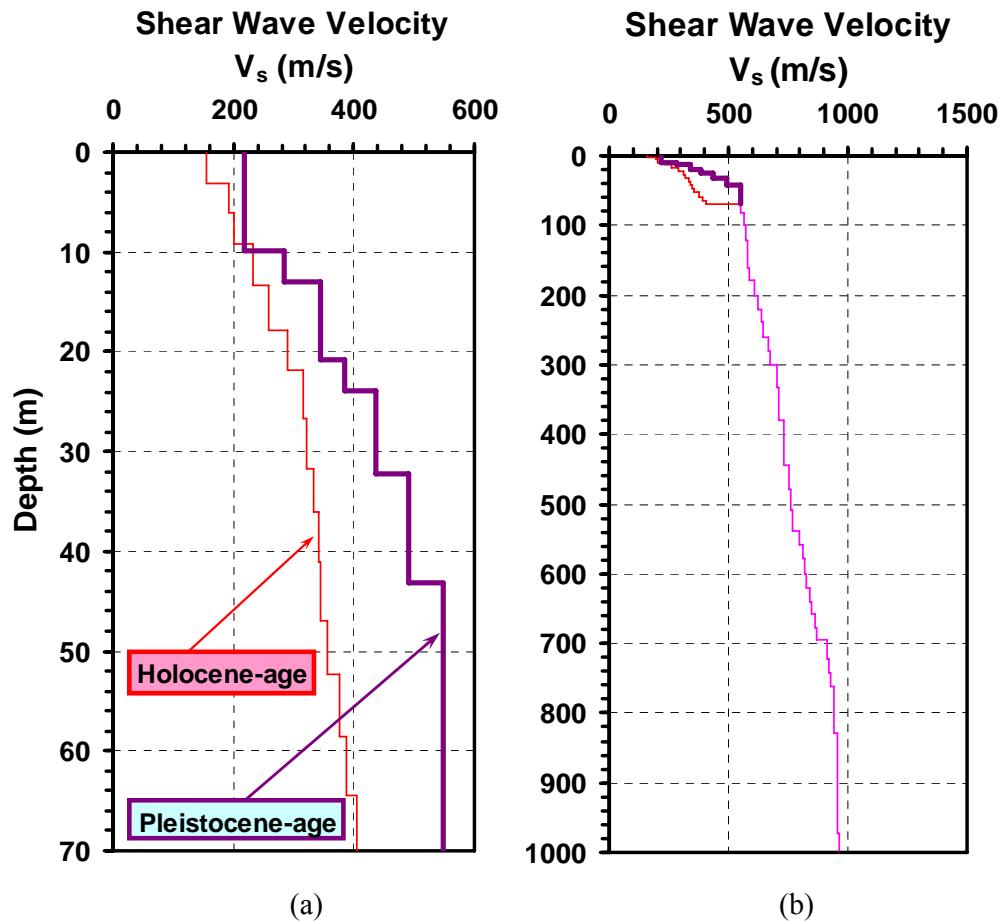 Shear Wave Velocity
Vs (m/s)
0 200 400 600
0
10
20
30
40
50
60
70
Depth (m)
Holocene-age
Pleistocene-age
(a)
Shear Wave Velocity
Vs (m/s)
0 500 1000 1500
0
100
200
300
400
500
600
700
800
900
1000
(b)